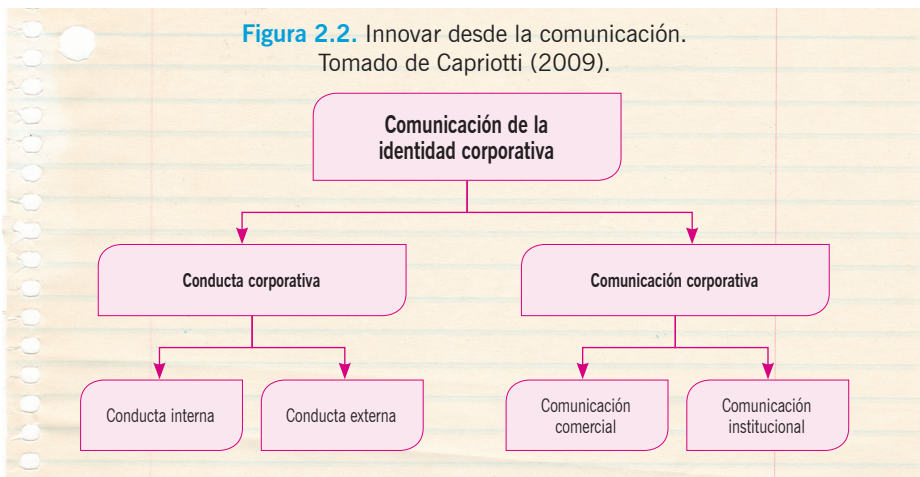 Figura 2.2. Innovar desde la comunicación.
Tomado de Capriotti (2009).
Comunicación de la
identidad corporativa
Conducta corporativa
Comunicación corporativa
Conducta interna
Conducta externa
Comunicación
comercial
Comunicación
institucional